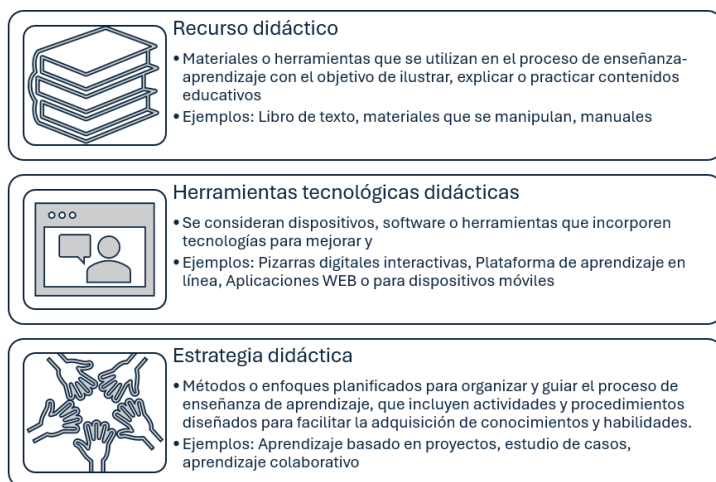 Recurso didáctico
• Materiales o herramientas que se utilizan en el proceso de enseñanza-
aprendizaje con el objetivo de ilustrar, explicar o practicar contenidos
educativos
• Ejemplos: Libro de texto, materiales que se manipulan, manuales
Herramientas tecnológicas didácticas
• Se consideran dispositivos, software o herramientas que incorporen
tecnologías para mejorar y
• Ejemplos: Pizarras digitales interactivas, Plataforma de aprendizaje en
línea, Aplicaciones WEB o para dispositivos móviles
Estrategia didáctica
• Métodos o enfoques planificados para organizar y guiar el proceso de
enseñanza de aprendizaje, que incluyen actividades y procedimientos
diseñados para facilitar la adquisición de conocimientos y habilidades.
• Ejemplos: Aprendizaje basado en proyectos, estudio de casos,
aprendizaje colaborativo